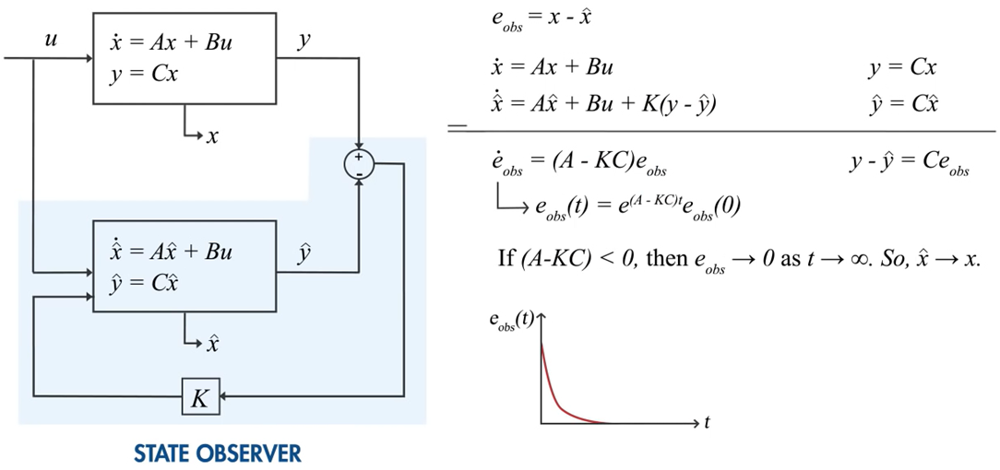 u
ẋ = Ax + Bu
y = Cx
y
x
+
-
x̂̇ = Ax̂ + Bu
ŷ = Cx̂
ŷ
x̂
K
STATE OBSERVER
e_obs = x - x̂
ẋ = Ax + Bu y = Cx
x̂̇ = Ax̂ + Bu + K(y - ŷ) ŷ = Cx̂
ė_obs = (A - KC)e_obs y - ŷ = Ce_obs
e_obs(t) = e^(A - KC)t e_obs(0)
If (A-KC) < 0, then e_obs → 0 as t → ∞. So, x̂ → x.
e_obs(t)
t